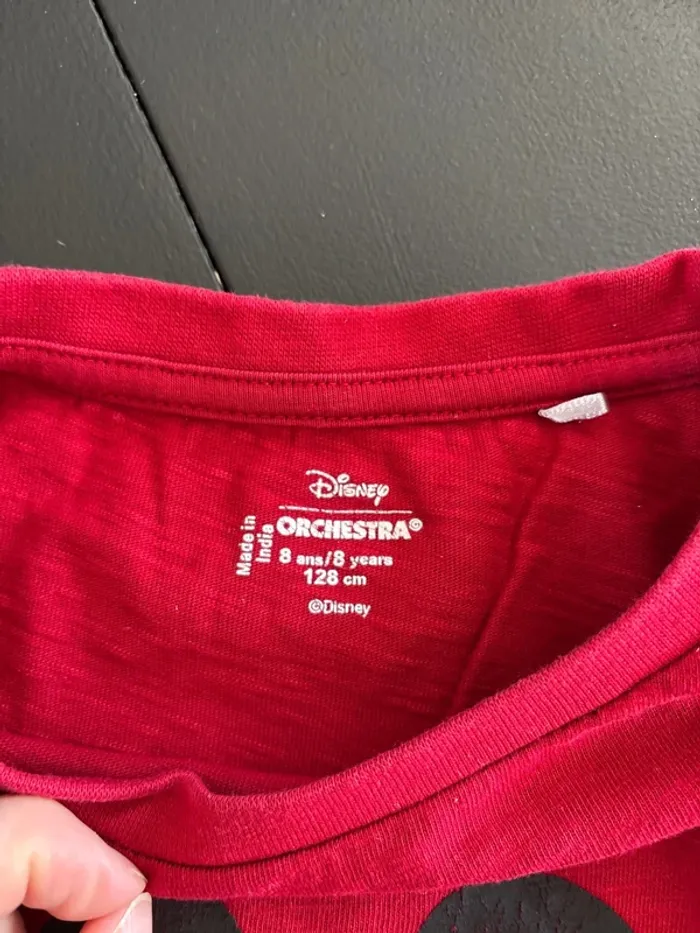 Disney
ORCHESTRA©
Made in
India
8 ans/8 years
128 cm
©Disney